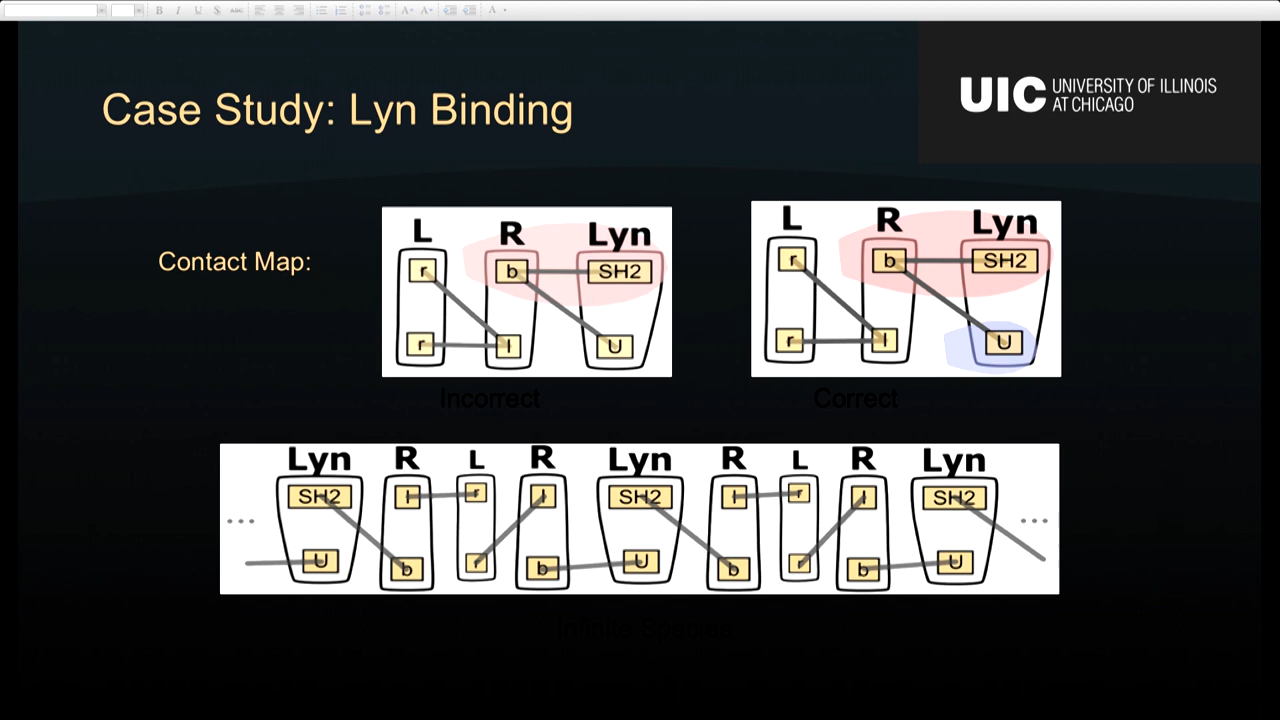 B I U S ABC A A A
Case Study: Lyn Binding
UIC UNIVERSITY OF ILLINOIS
AT CHICAGO
Contact Map:
L R Lyn
r b SH2
r l U
Incorrect
L R Lyn
r b SH2
r l U
Correct
Lyn R L R Lyn R L R Lyn
SH2 l r l SH2 l r l SH2
... ...
U b r b U b r b U
Infinite Species